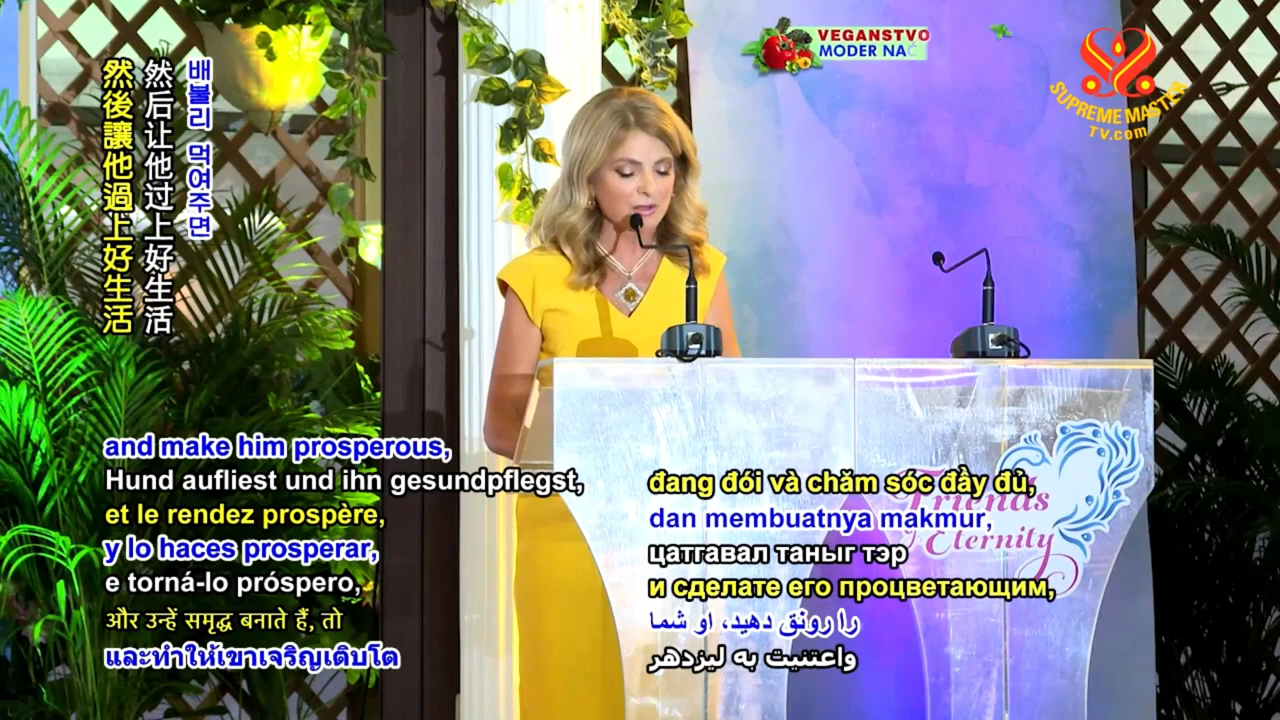 VEGANSTVO
MODER NAČ
SUPREME MASTER
TV.com
배불리 먹여주면
然后让他过上好生活
然後讓他過上好生活
and make him prosperous,
Hund aufliest und ihn gesundpflegst,
et le rendez prospère,
y lo haces prosperar,
e torná-lo próspero,
और उन्हें समृद्ध बनाते हैं, तो
และทำให้เขาเจริญเติบโต
đang đói và chăm sóc đầy đủ,
dan membuatnya makmur,
цатгавал таныг тэр
и сделате его процветающим,
را رونق دهید، او شما
واعتنيت به ليزدهر
Friends
of Eternity